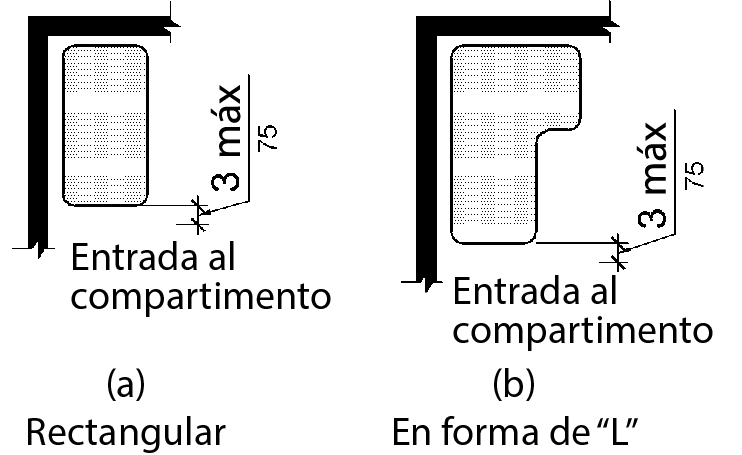 3 máx
75
Entrada al
compartimento
(a)
Rectangular
3 máx
75
Entrada al
compartimento
(b)
En forma de “L”